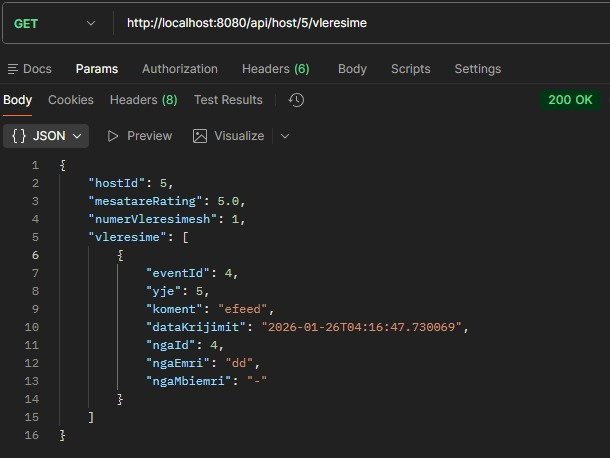 GET http://localhost:8080/api/host/5/vleresime
Docs Params Authorization Headers (6) Body Scripts Settings
Body Cookies Headers (8) Test Results 200 OK
{} JSON Preview Visualize
1 {
2 "hostId": 5,
3 "mesatareRating": 5.0,
4 "numerVleresimesh": 1,
5 "vleresime": [
6 {
7 "eventId": 4,
8 "yje": 5,
9 "koment": "efeed",
10 "dataKrijimit": "2026-01-26T04:16:47.730069",
11 "ngaId": 4,
12 "ngaEmri": "dd",
13 "ngaMbiemri": "-"
14 }
15 ]
16 }